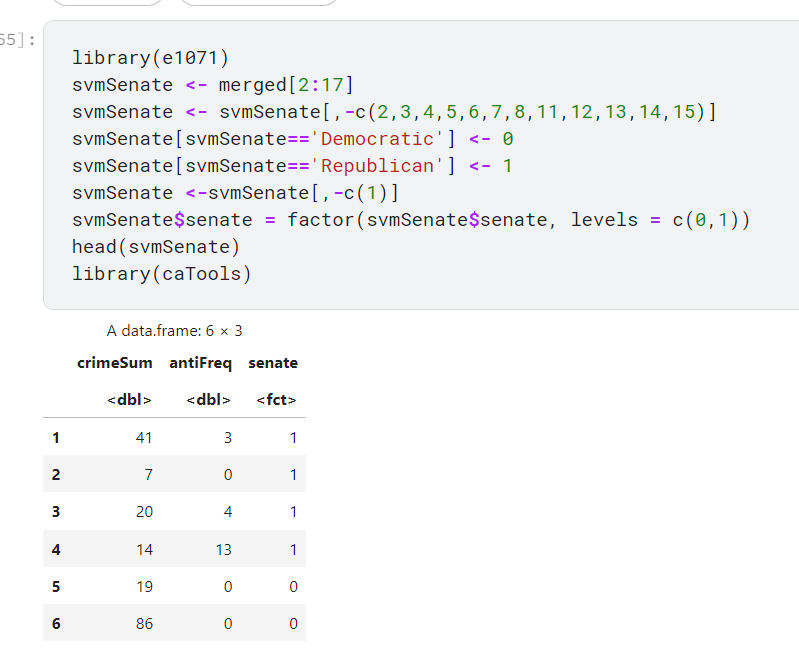 65]:
library(e1071)
svmSenate <- merged[2:17]
svmSenate <- svmSenate[,-c(2,3,4,5,6,7,8,11,12,13,14,15)]
svmSenate[svmSenate=='Democratic'] <- 0
svmSenate[svmSenate=='Republican'] <- 1
svmSenate <-svmSenate[,-c(1)]
svmSenate$senate = factor(svmSenate$senate, levels = c(0,1))
head(svmSenate)
library(caTools)
A data.frame: 6 × 3
crimeSum antiFreq senate
<dbl> <dbl> <fct>
1 41 3 1
2 7 0 1
3 20 4 1
4 14 13 1
5 19 0 0
6 86 0 0